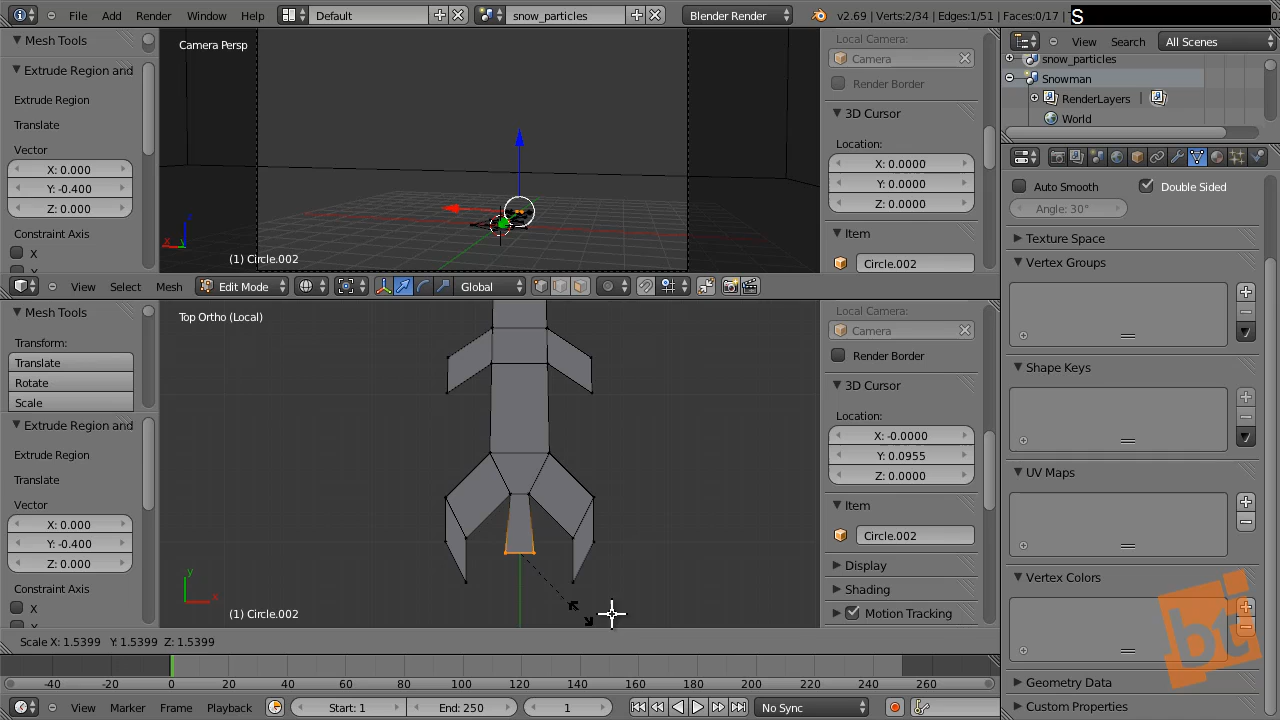 File Add Render Window Help Default snow_particles Blender Render v2.69 | Verts:2/34 | Edges:1/51 | Faces:0/17 | S
Mesh Tools
Extrude Region and
Extrude Region
Translate
Vector
X: 0.000
Y: -0.400
Z: 0.000
Constraint Axis
X
Camera Persp
(1) Circle.002
Local Camera:
Camera
Render Border
3D Cursor
Location:
X: 0.0000
Y: 0.0000
Z: 0.0000
Item
Circle.002
View Select Mesh Edit Mode Global
Mesh Tools
Transform:
Translate
Rotate
Scale
Extrude Region and
Extrude Region
Translate
Vector
X: 0.000
Y: -0.400
Z: 0.000
Constraint Axis
X
Top Ortho (Local)
y
x
(1) Circle.002
Local Camera:
Camera
Render Border
3D Cursor
Location:
X: -0.0000
Y: 0.0955
Z: 0.0000
Item
Circle.002
Display
Shading
Motion Tracking
Scale X: 1.5399 Y: 1.5399 Z: 1.5399
-40 -20 0 20 40 60 80 100 120 140 160 180 200 220 240 260
View Marker Frame Playback Start: 1 End: 250 1 No Sync
View Search All Scenes
snow_particles
Snowman
RenderLayers |
World
Auto Smooth Double Sided
Angle: 30°
Texture Space
Vertex Groups
Shape Keys
UV Maps
Vertex Colors
Geometry Data
Custom Properties
bt